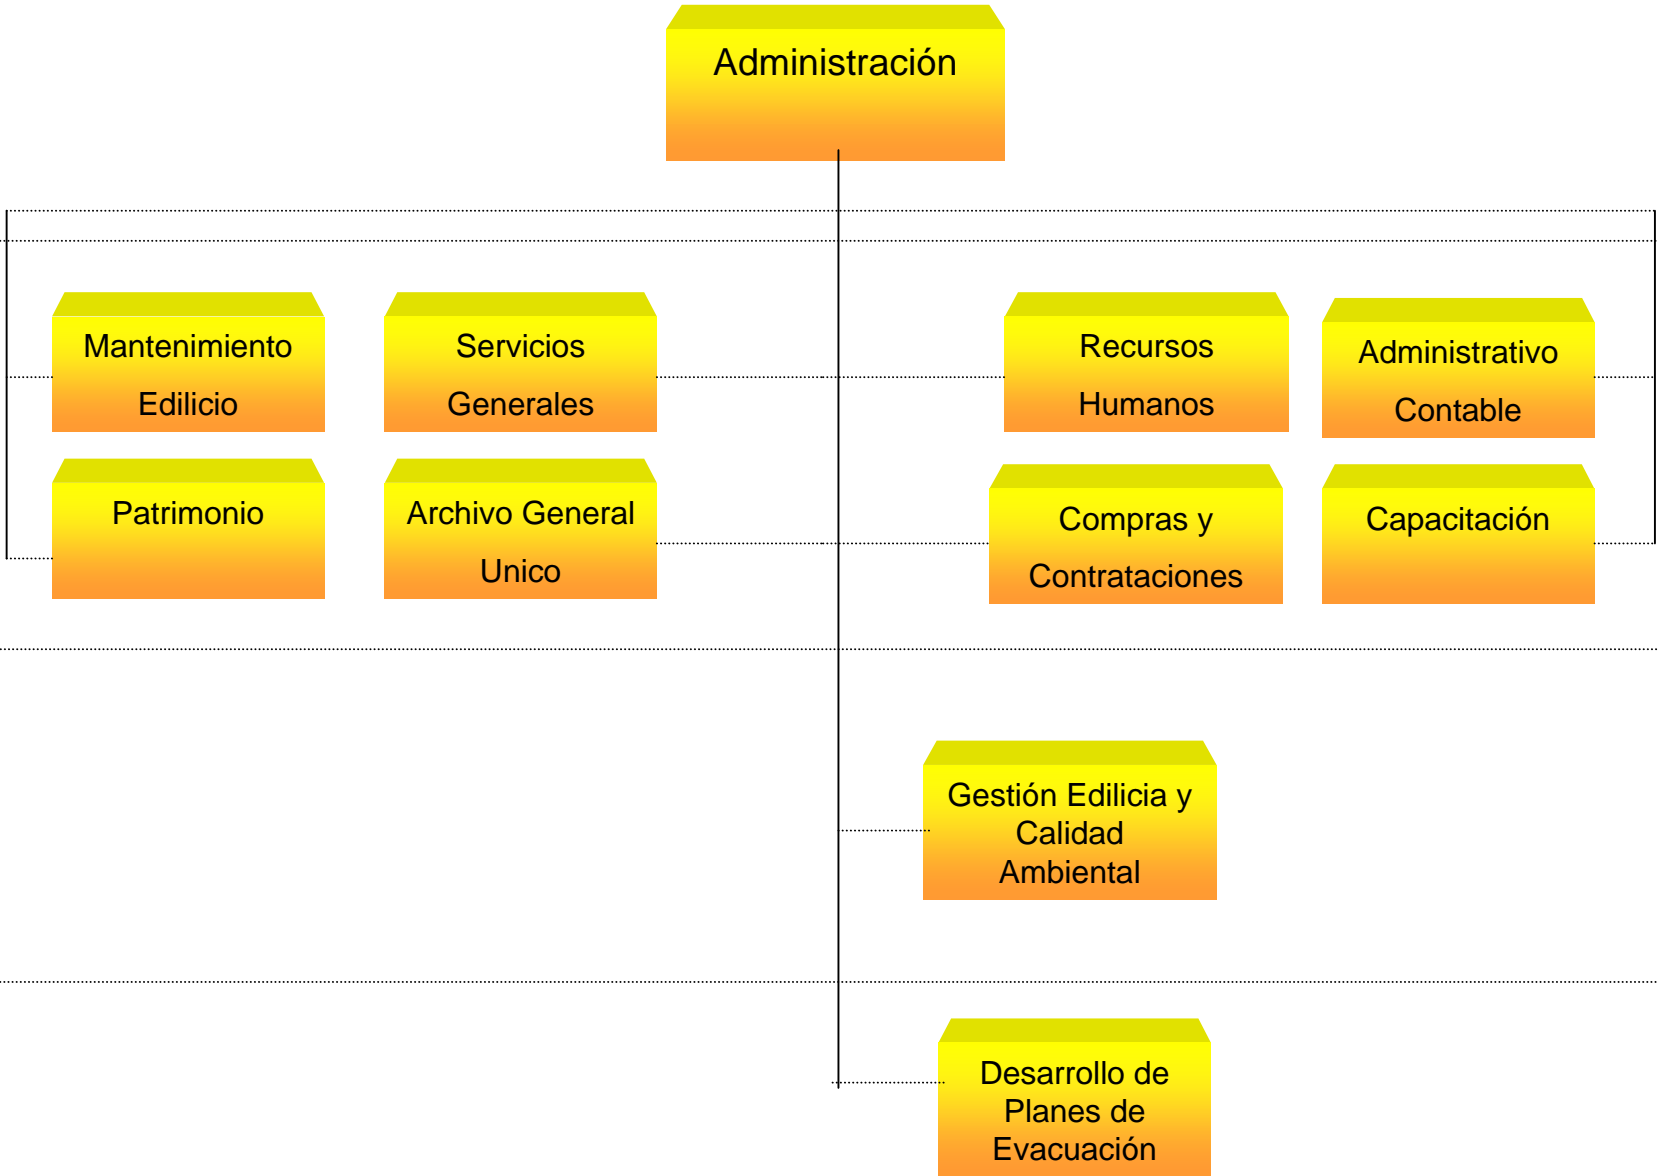 Administración
Mantenimiento
Edilicio
Servicios
Generales
Recursos
Humanos
Administrativo
Contable
Patrimonio
Archivo General
Unico
Compras y
Contrataciones
Capacitación
Gestión Edilicia y
Calidad
Ambiental
Desarrollo de
Planes de
Evacuación